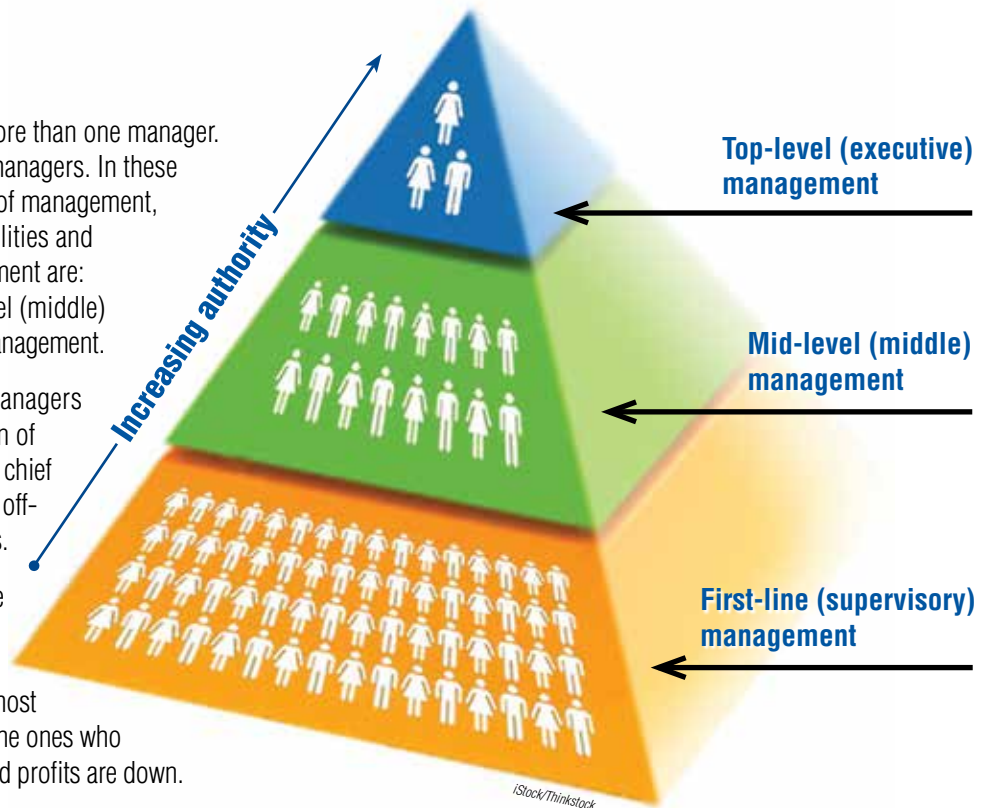 ore than one manager.
managers. In these
of management,
lities and
ment are:
el (middle)
anagement.
anagers
n of
chief
off-
s.
e
nost
ne ones who
d profits are down.
Increasing authority
Top-level (executive)
management
Mid-level (middle)
management
First-line (supervisory)
management
iStock/Thinkstock